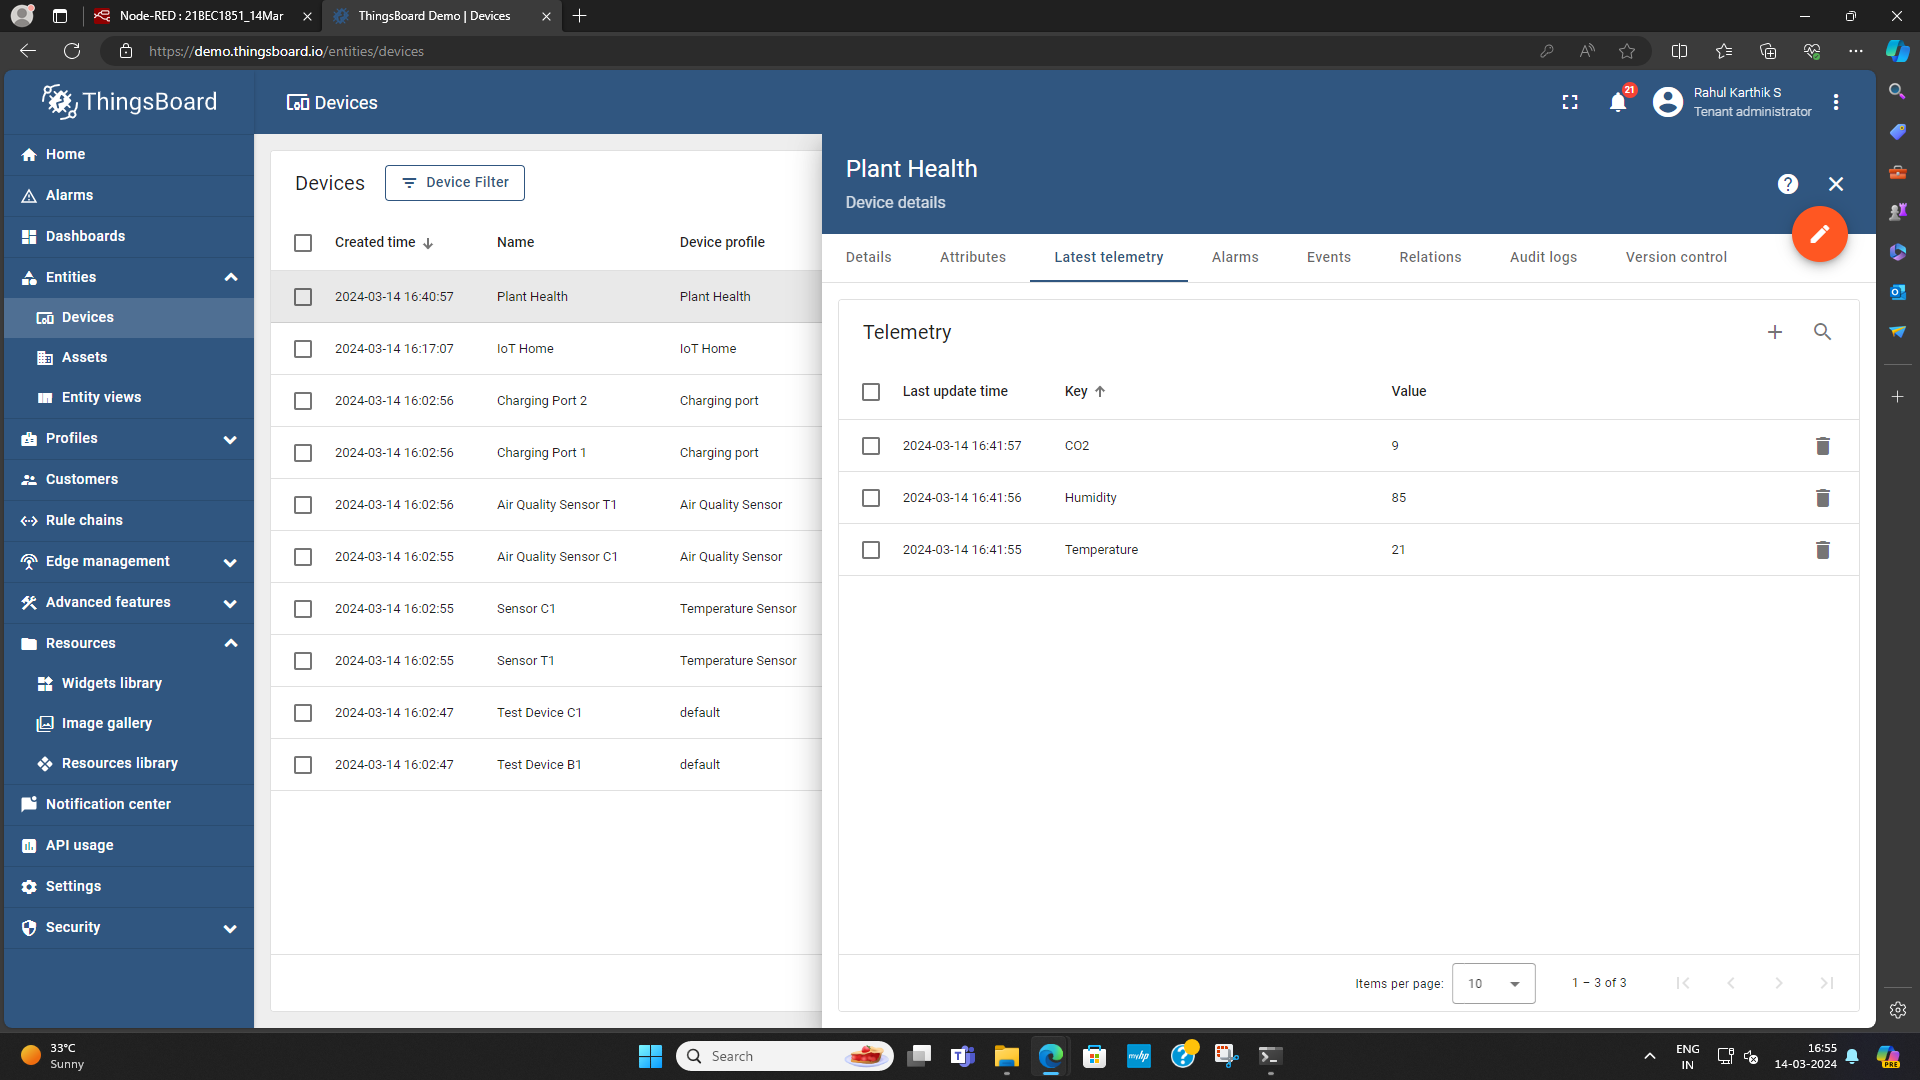 Node-RED : 21BEC1851_14Mar
ThingsBoard Demo | Devices
https://demo.thingsboard.io/entities/devices
ThingsBoard
Devices
21
Rahul Karthik S
Tenant administrator
Home
Alarms
Dashboards
Entities
Devices
Assets
Entity views
Profiles
Customers
Rule chains
Edge management
Advanced features
Resources
Widgets library
Image gallery
Resources library
Notification center
API usage
Settings
Security
Devices
Device Filter
Created time Name Device profile
2024-03-14 16:40:57 Plant Health Plant Health
2024-03-14 16:17:07 IoT Home IoT Home
2024-03-14 16:02:56 Charging Port 2 Charging port
2024-03-14 16:02:56 Charging Port 1 Charging port
2024-03-14 16:02:56 Air Quality Sensor T1 Air Quality Sensor
2024-03-14 16:02:55 Air Quality Sensor C1 Air Quality Sensor
2024-03-14 16:02:55 Sensor C1 Temperature Sensor
2024-03-14 16:02:55 Sensor T1 Temperature Sensor
2024-03-14 16:02:47 Test Device C1 default
2024-03-14 16:02:47 Test Device B1 default
Plant Health
Device details
Details Attributes Latest telemetry Alarms Events Relations Audit logs Version control
Telemetry
Last update time Key Value
2024-03-14 16:41:57 CO2 9
2024-03-14 16:41:56 Humidity 85
2024-03-14 16:41:55 Temperature 21
Items per page: 10 1 – 3 of 3
33°C
Sunny
Search
myhp
ENG
IN
16:55
14-03-2024
PRE